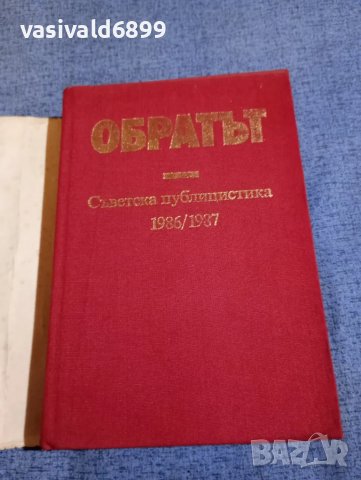 vasivald6899
ОБРАТЪТ
Съветска публицистика
1986/1987
BAZAR